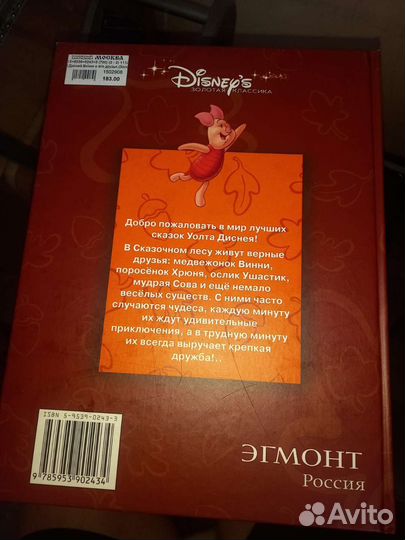 МОСКВА
1502908
183.00
Disney's
ЗОЛОТАЯ КЛАССИКА
Добро пожаловать в мир лучших
сказок Уолта Диснея!
В Сказочном лесу живут верные
друзья: медвежонок Винни,
поросёнок Хрюня, ослик Ушастик,
мудрая Сова и ещё немало
весёлых существ. С ними часто
случаются чудеса, каждую минуту
их ждут удивительные
приключения, а в трудную минуту
их всегда выручает крепкая
дружба!..
ISBN 5-9539-0243-3
9 785953 902434
ЭГМОНТ
Россия
Avito